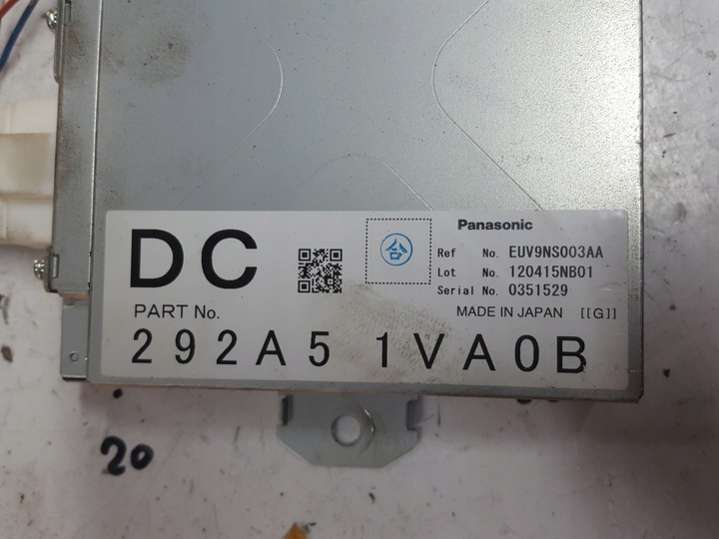 DC
合
Panasonic
Ref No. EUV9NS003AA
Lot No. 120415NB01
Serial No. 0351529
MADE IN JAPAN [[G]]
PART No.
292A5 1VA0B
20